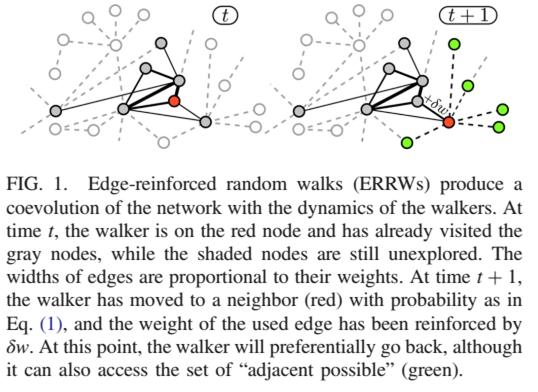 t
t + 1
+δw
FIG. 1. Edge-reinforced random walks (ERRWs) produce a
coevolution of the network with the dynamics of the walkers. At
time t, the walker is on the red node and has already visited the
gray nodes, while the shaded nodes are still unexplored. The
widths of edges are proportional to their weights. At time t + 1,
the walker has moved to a neighbor (red) with probability as in
Eq. (1), and the weight of the used edge has been reinforced by
δw. At this point, the walker will preferentially go back, although
it can also access the set of “adjacent possible” (green).